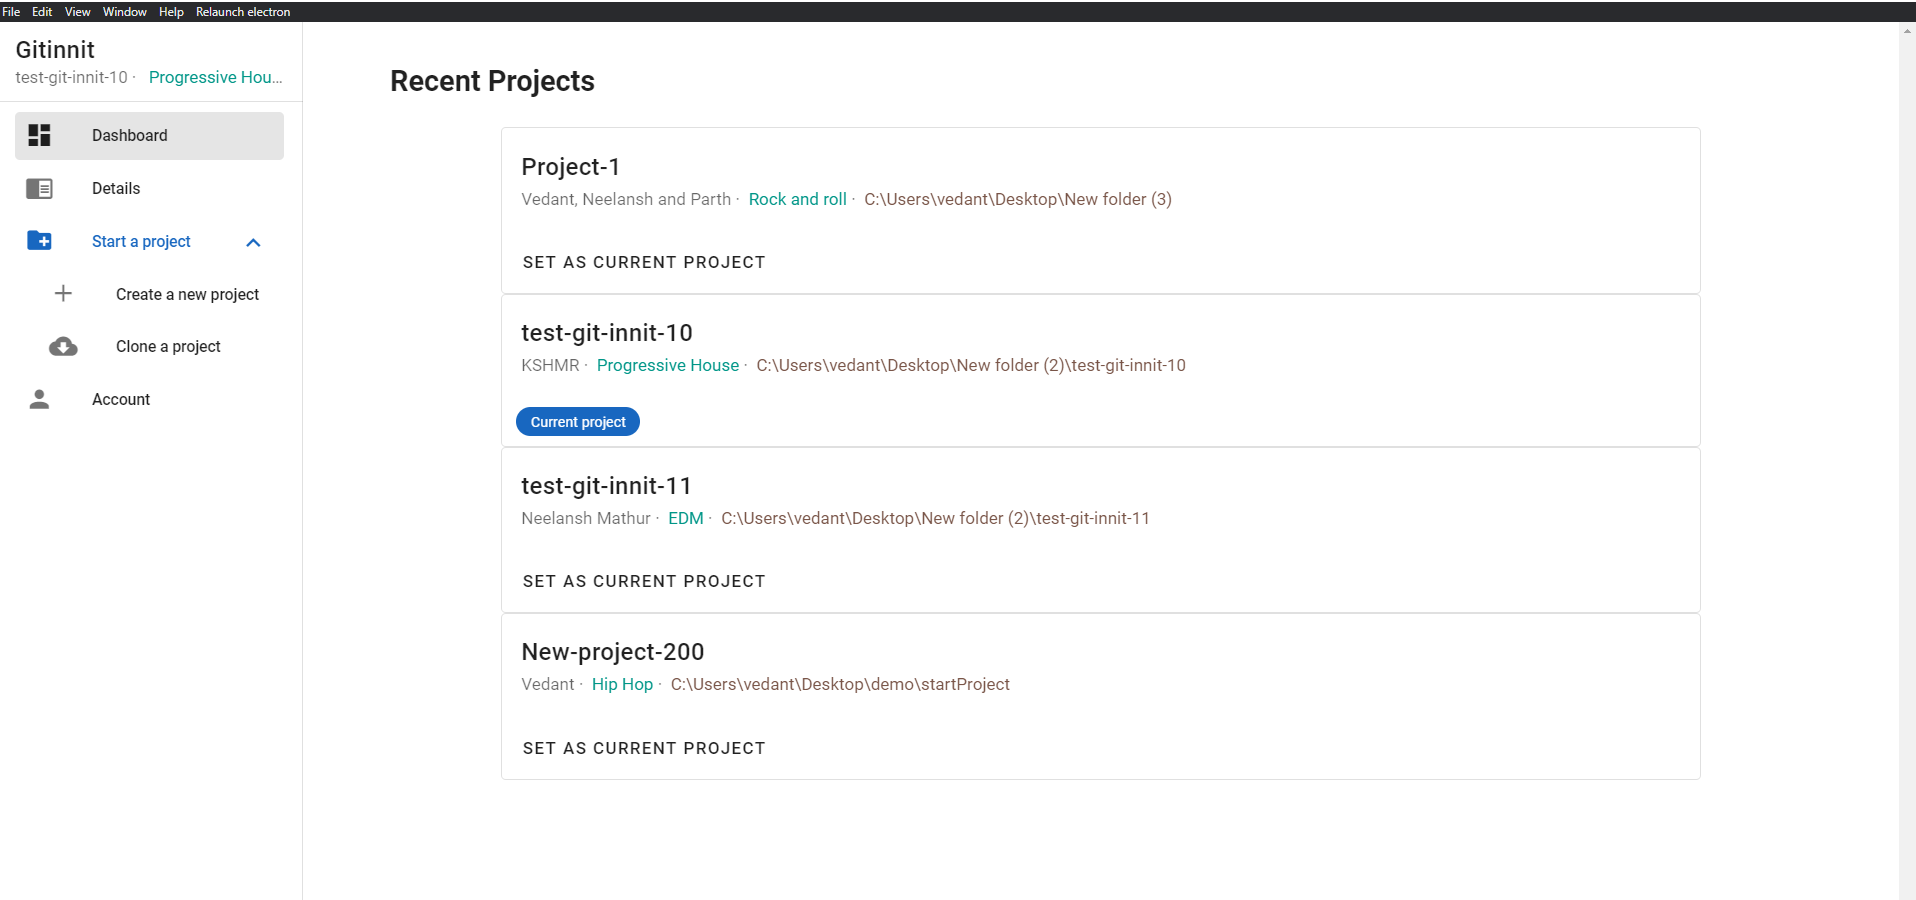 File Edit View Window Help Relaunch electron
Gitinnit
test-git-innit-10 · Progressive Hou...
Dashboard
Details
Start a project
Create a new project
Clone a project
Account
Recent Projects
Project-1
Vedant, Neelansh and Parth · Rock and roll · C:\Users\vedant\Desktop\New folder (3)
SET AS CURRENT PROJECT
test-git-innit-10
KSHMR · Progressive House · C:\Users\vedant\Desktop\New folder (2)\test-git-innit-10
Current project
test-git-innit-11
Neelansh Mathur · EDM · C:\Users\vedant\Desktop\New folder (2)\test-git-innit-11
SET AS CURRENT PROJECT
New-project-200
Vedant · Hip Hop · C:\Users\vedant\Desktop\demo\startProject
SET AS CURRENT PROJECT